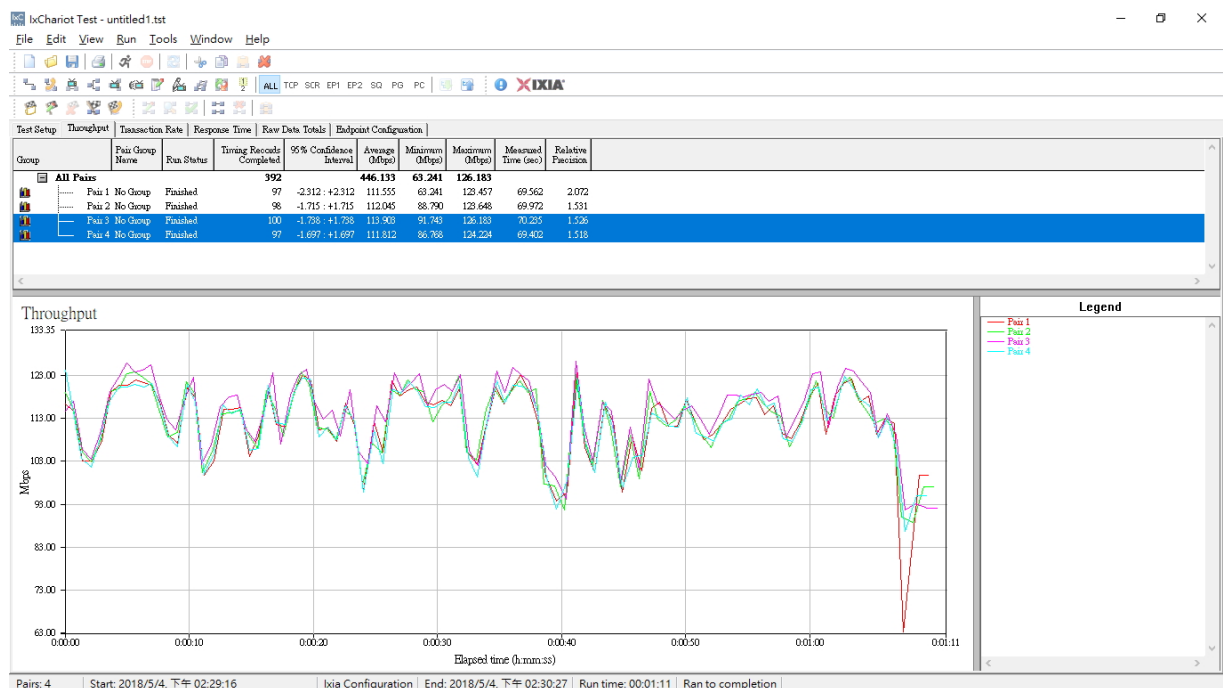 IxC IxChariot Test - untitled1.tst
File Edit View Run Tools Window Help
ALL TCP SCR EP1 EP2 SQ PG PC XIXIA
Test Setup Throughput Transaction Rate Response Time Raw Data Totals Endpoint Configuration
Group Pair Group Name Run Status Timing Records Completed 95% Confidence Interval Average (Mbps) Minimum (Mbps) Maximum (Mbps) Measured Time (sec) Relative Precision
All Pairs 392 446.133 63.241 126.183
Pair 1 No Group Finished 97 -2.312 : +2.312 111.555 63.241 123.457 69.562 2.072
Pair 2 No Group Finished 98 -1.715 : +1.715 112.045 88.790 123.648 69.972 1.531
Pair 3 No Group Finished 100 -1.738 : +1.738 113.903 91.743 126.183 70.235 1.526
Pair 4 No Group Finished 97 -1.697 : +1.697 111.812 86.768 124.224 69.402 1.518
Throughput
133.35
123.00
113.00
103.00
93.00
83.00
73.00
63.00
Mbps
0:00:00 0:00:10 0:00:20 0:00:30 0:00:40 0:00:50 0:01:00 0:01:11
Elapsed time (h:mm:ss)
Legend
Pair 1
Pair 2
Pair 3
Pair 4
Pairs: 4 Start: 2018/5/4, 下午 02:29:16 Ixia Configuration End: 2018/5/4, 下午 02:30:27 Run time: 00:01:11 Ran to completion